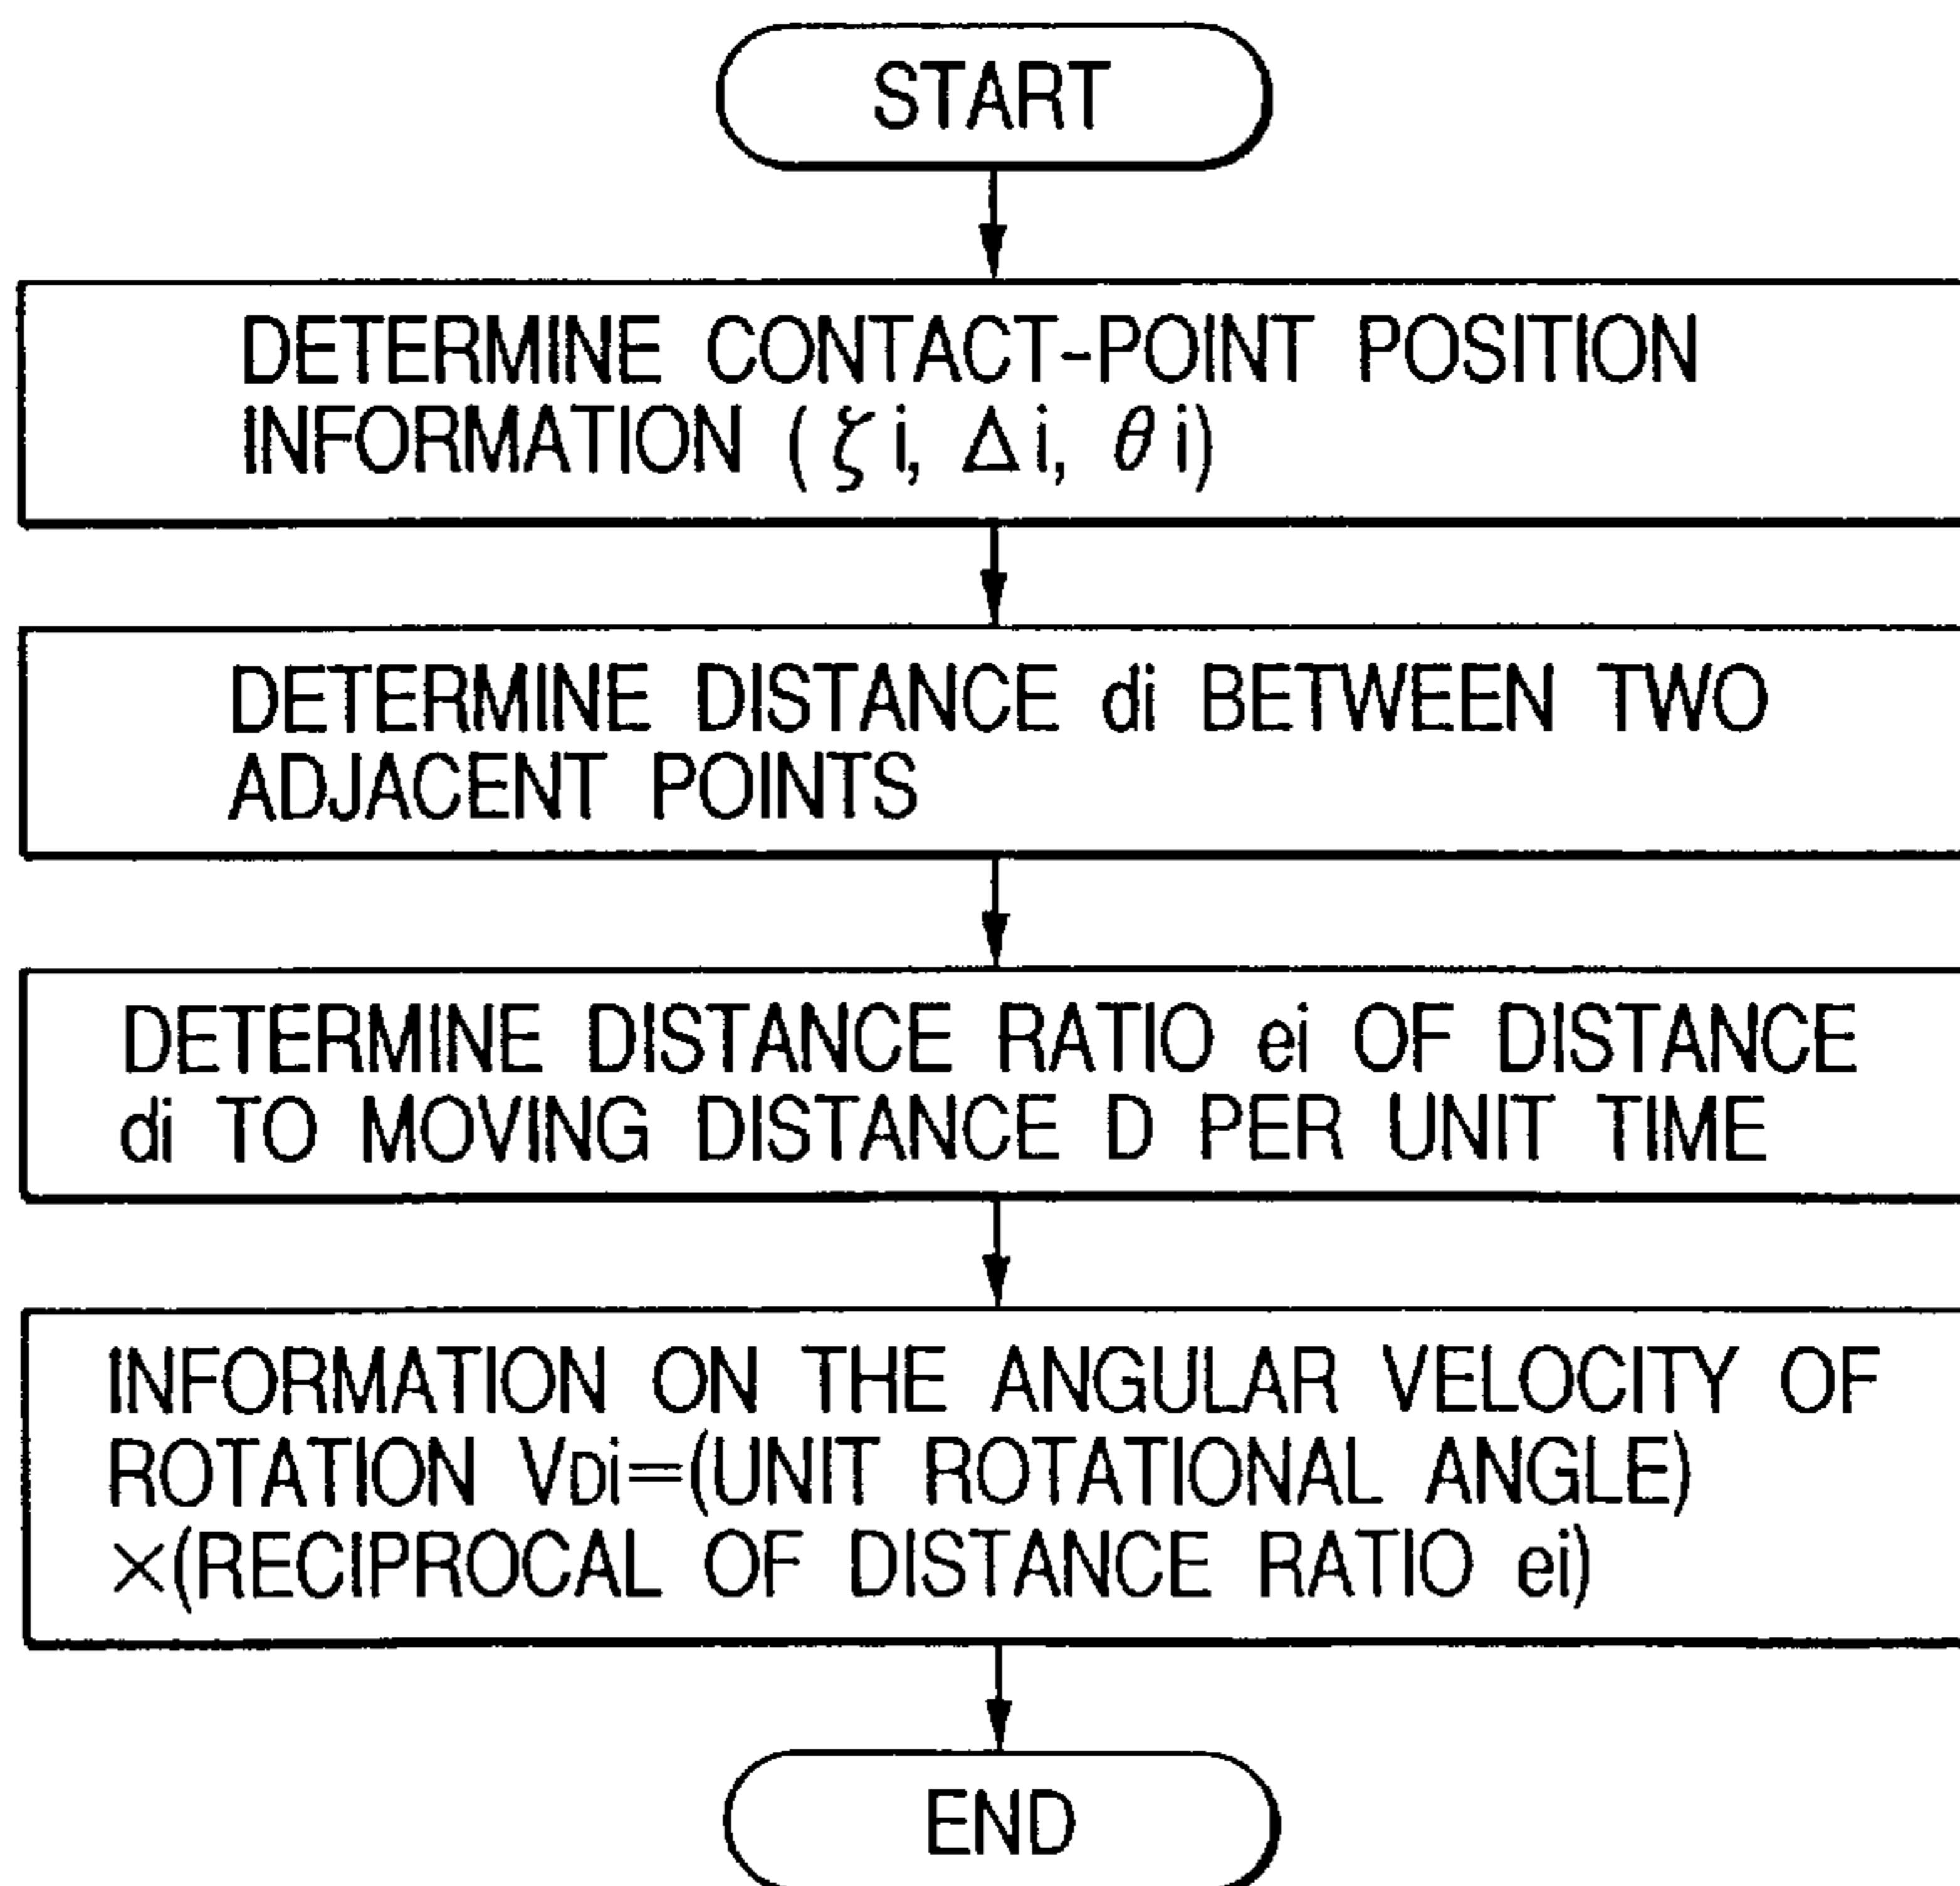 START
DETERMINE CONTACT-POINT POSITION
INFORMATION (ζi, Δi, θi)
DETERMINE DISTANCE di BETWEEN TWO
ADJACENT POINTS
DETERMINE DISTANCE RATIO ei OF DISTANCE
di TO MOVING DISTANCE D PER UNIT TIME
INFORMATION ON THE ANGULAR VELOCITY OF
ROTATION VDi=(UNIT ROTATIONAL ANGLE)
×(RECIPROCAL OF DISTANCE RATIO ei)
END